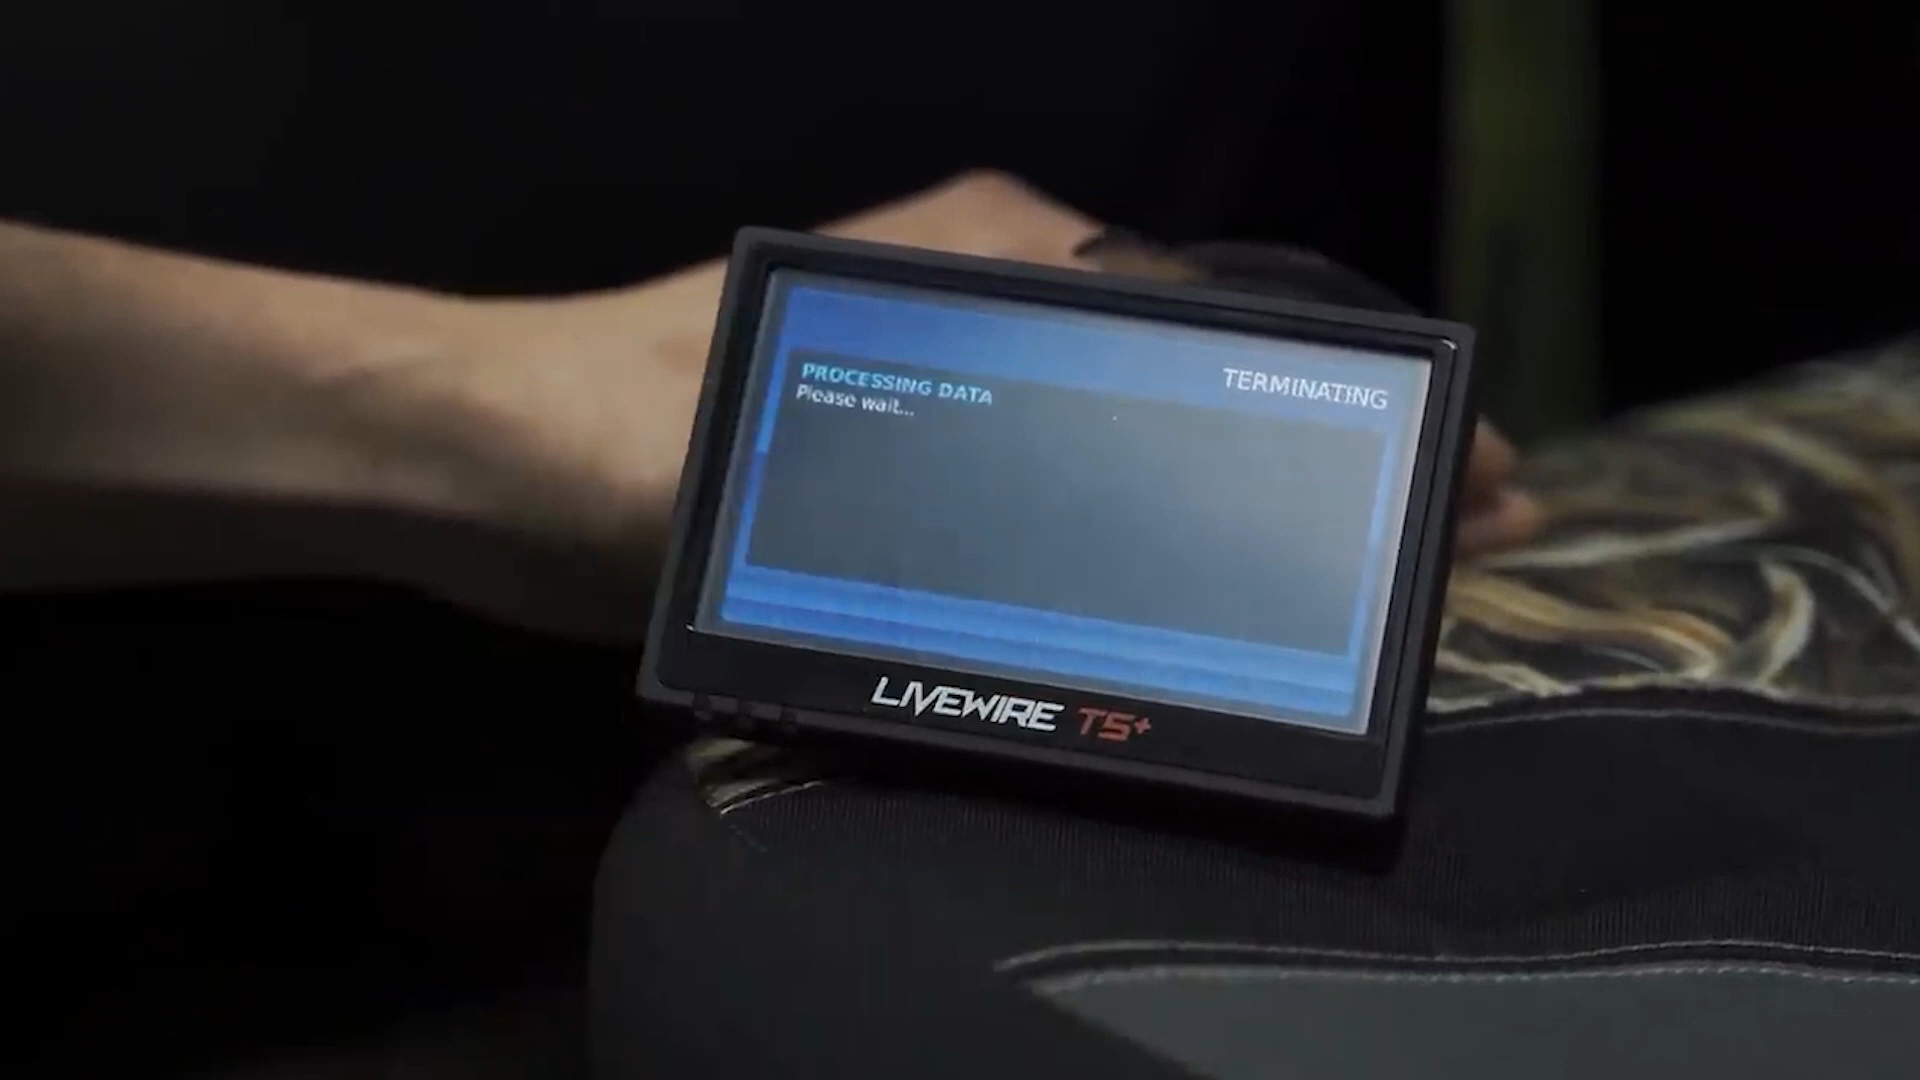 TERMINATING
PROCESSING DATA
Please wait...
LIVEWIRE TS+